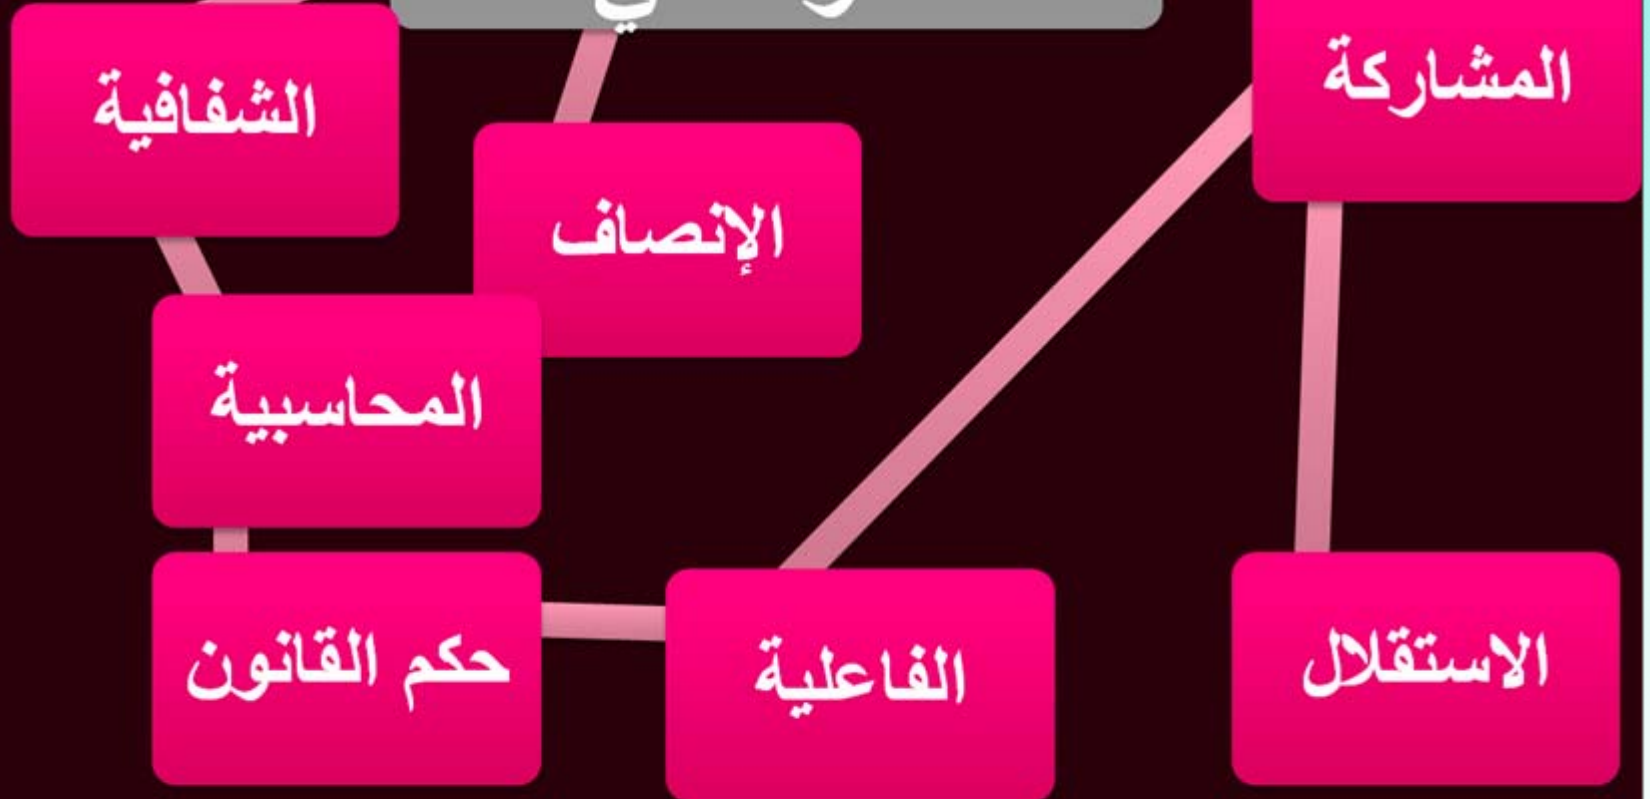 المشاركة
الشفافية
الإنصاف
المحاسبية
الاستقلال
الفاعلية
حكم القانون